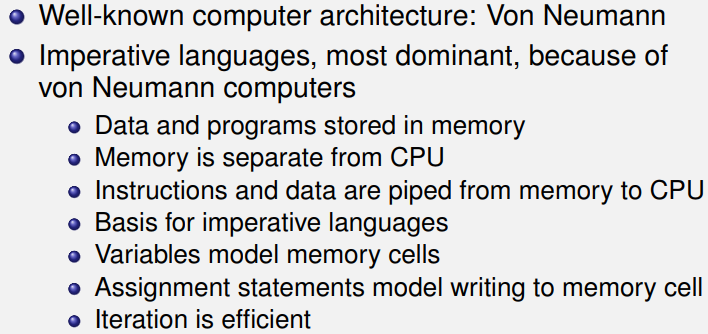 Well-known computer architecture: Von Neumann
Imperative languages, most dominant, because of
von Neumann computers
Data and programs stored in memory
Memory is separate from CPU
Instructions and data are piped from memory to CPU
Basis for imperative languages
Variables model memory cells
Assignment statements model writing to memory cell
Iteration is efficient